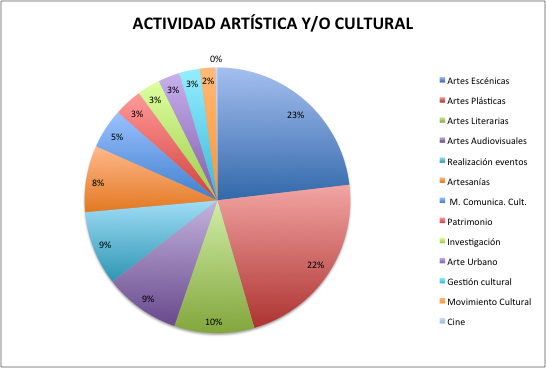 ACTIVIDAD ARTÍSTICA Y/O CULTURAL
0%
23%
22%
10%
9%
9%
8%
5%
3%
3%
3%
3%
2%
Artes Escénicas
Artes Plásticas
Artes Literarias
Artes Audiovisuales
Realización eventos
Artesanías
M. Comunica. Cult.
Patrimonio
Investigación
Arte Urbano
Gestión cultural
Movimiento Cultural
Cine